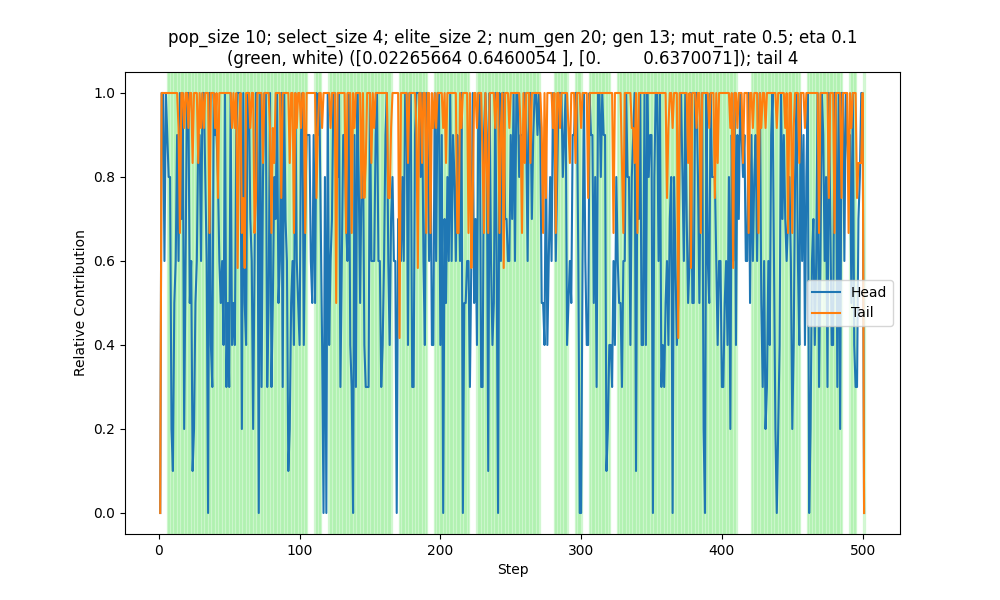 pop_size 10; select_size 4; elite_size 2; num_gen 20; gen 13; mut_rate 0.5; eta 0.1
(green, white) ([0.02265664 0.6460054 ], [0.         0.6370071]); tail 4
1.0
0.8
0.6
0.4
0.2
0.0
Relative Contribution
Head
Tail
0
100
200
300
400
500
Step